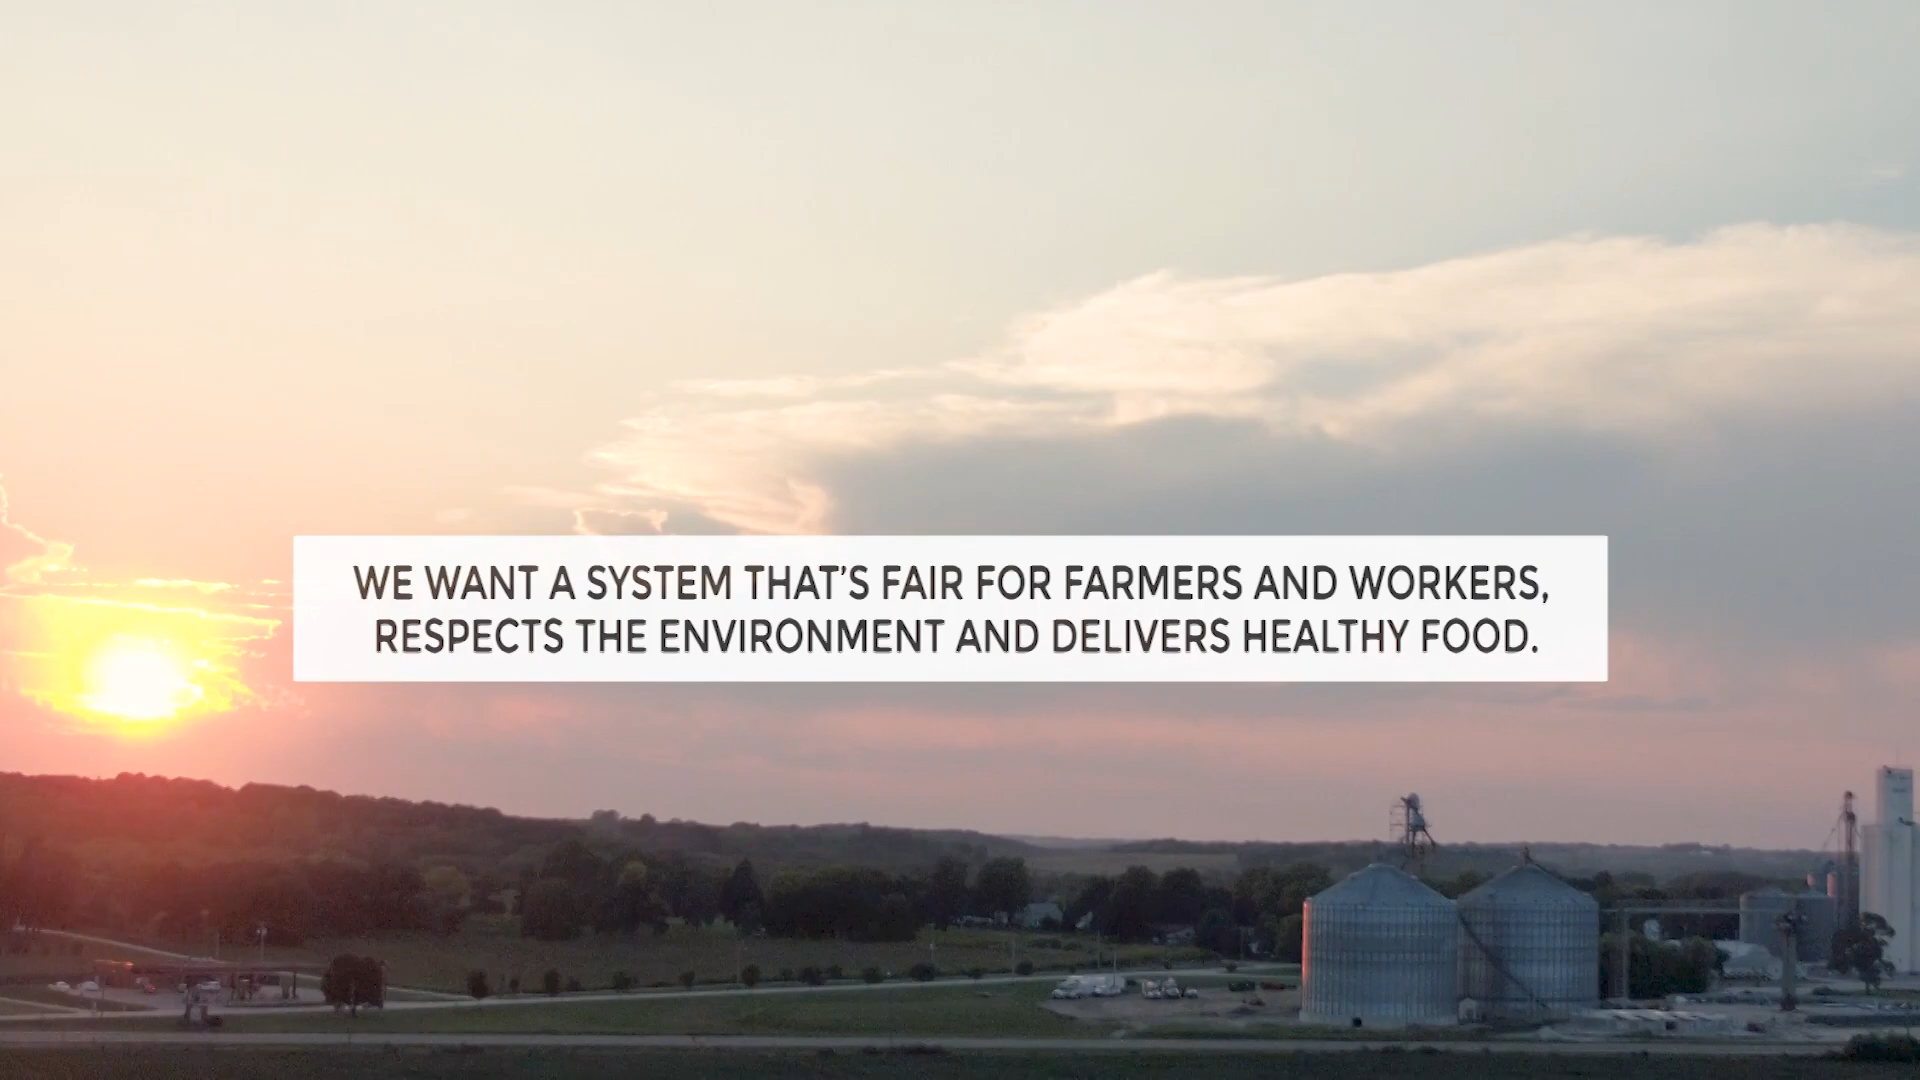 WE WANT A SYSTEM THAT’S FAIR FOR FARMERS AND WORKERS,
RESPECTS THE ENVIRONMENT AND DELIVERS HEALTHY FOOD.